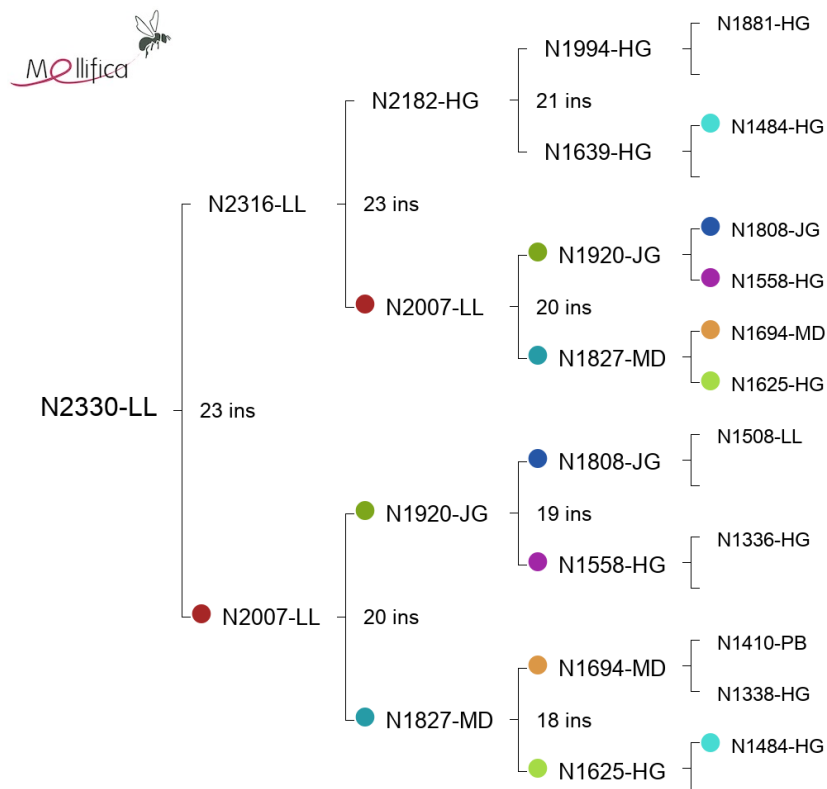 Mellifica
N1881-HG
N1994-HG
N2182-HG
21 ins
N1484-HG
N1639-HG
N2316-LL
23 ins
N1808-JG
N1920-JG
N1558-HG
N2007-LL
20 ins
N1694-MD
N1827-MD
N1625-HG
N2330-LL
23 ins
N1508-LL
N1808-JG
N1920-JG
19 ins
N1336-HG
N1558-HG
N2007-LL
20 ins
N1410-PB
N1694-MD
N1338-HG
N1827-MD
18 ins
N1484-HG
N1625-HG